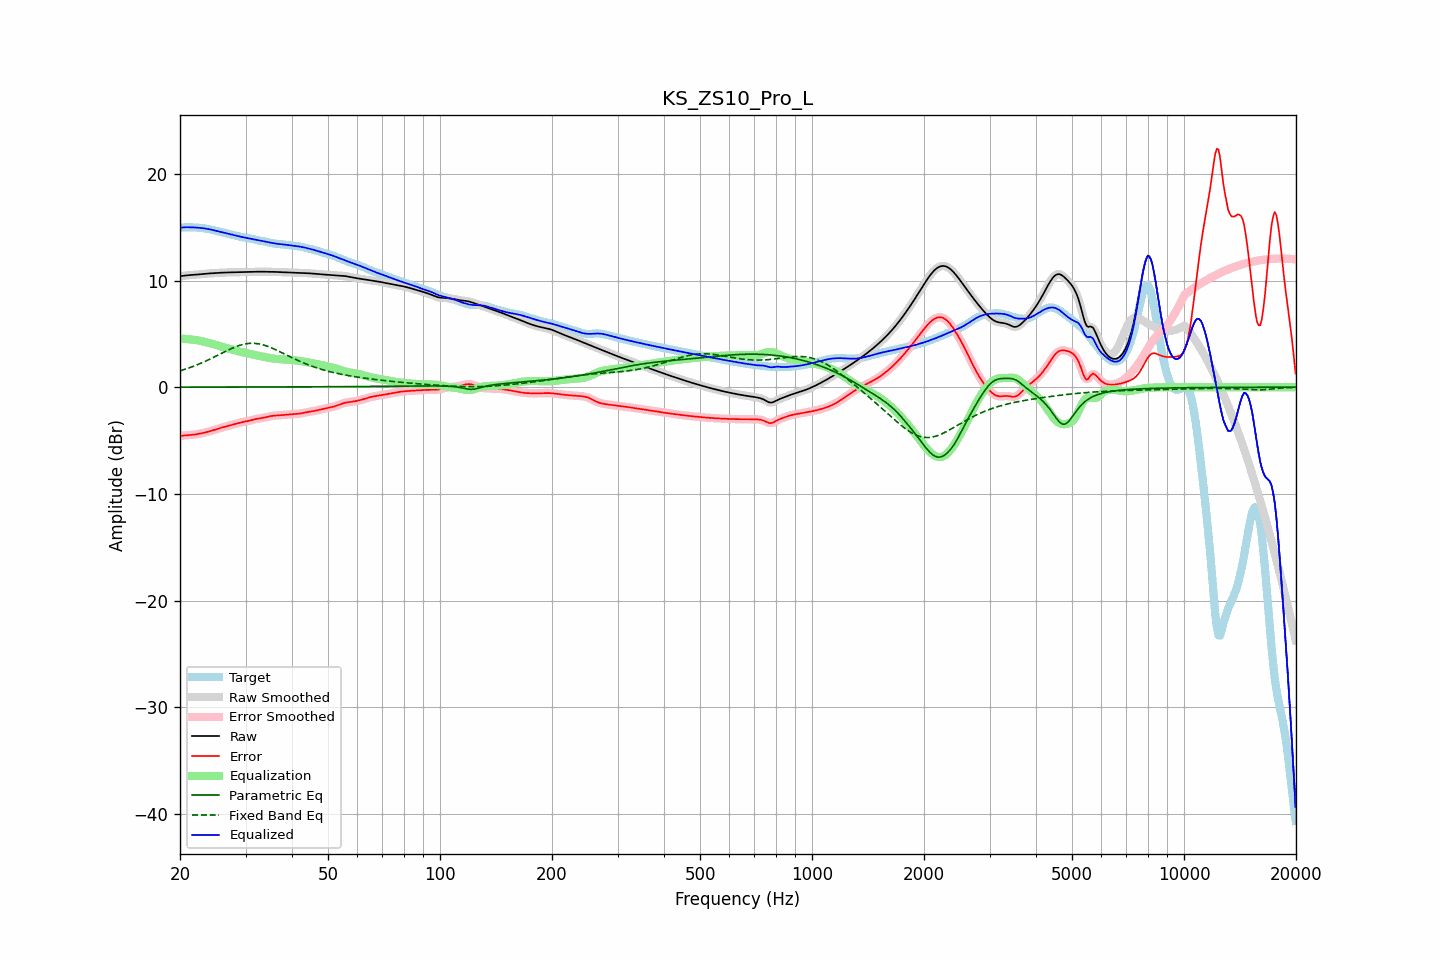 KS_ZS10_Pro_L
20
10
0
−10
−20
−30
−40
Amplitude (dBr)
Target
Raw Smoothed
Error Smoothed
Raw
Error
Equalization
Parametric Eq
Fixed Band Eq
Equalized
20 50 100 200 500 1000 2000 5000 10000 20000
Frequency (Hz)